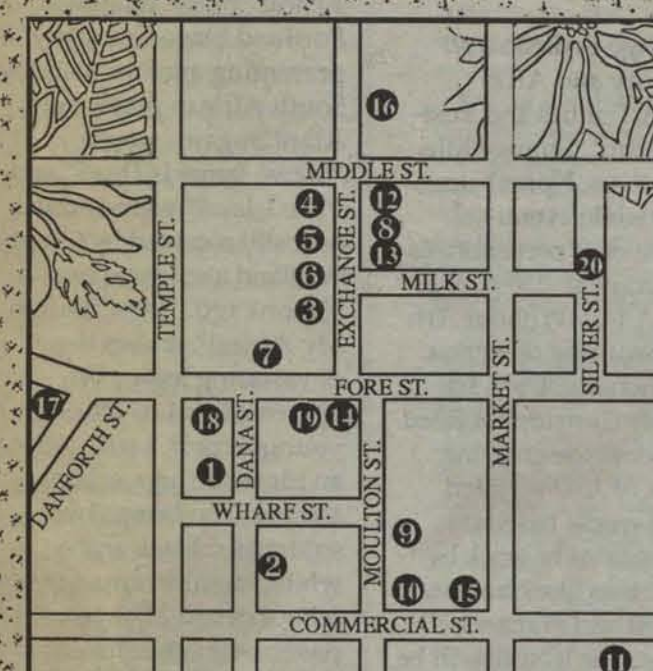 16
MIDDLE ST.
4
12
5
8
6
13
20
3
7
TEMPLE ST.
EXCHANGE ST.
MILK ST.
SILVER ST.
MARKET ST.
FORE ST.
17
18
19
14
1
DANFORTH ST.
DANA ST.
MOULTON ST.
WHARF ST.
9
2
10
15
COMMERCIAL ST.
11